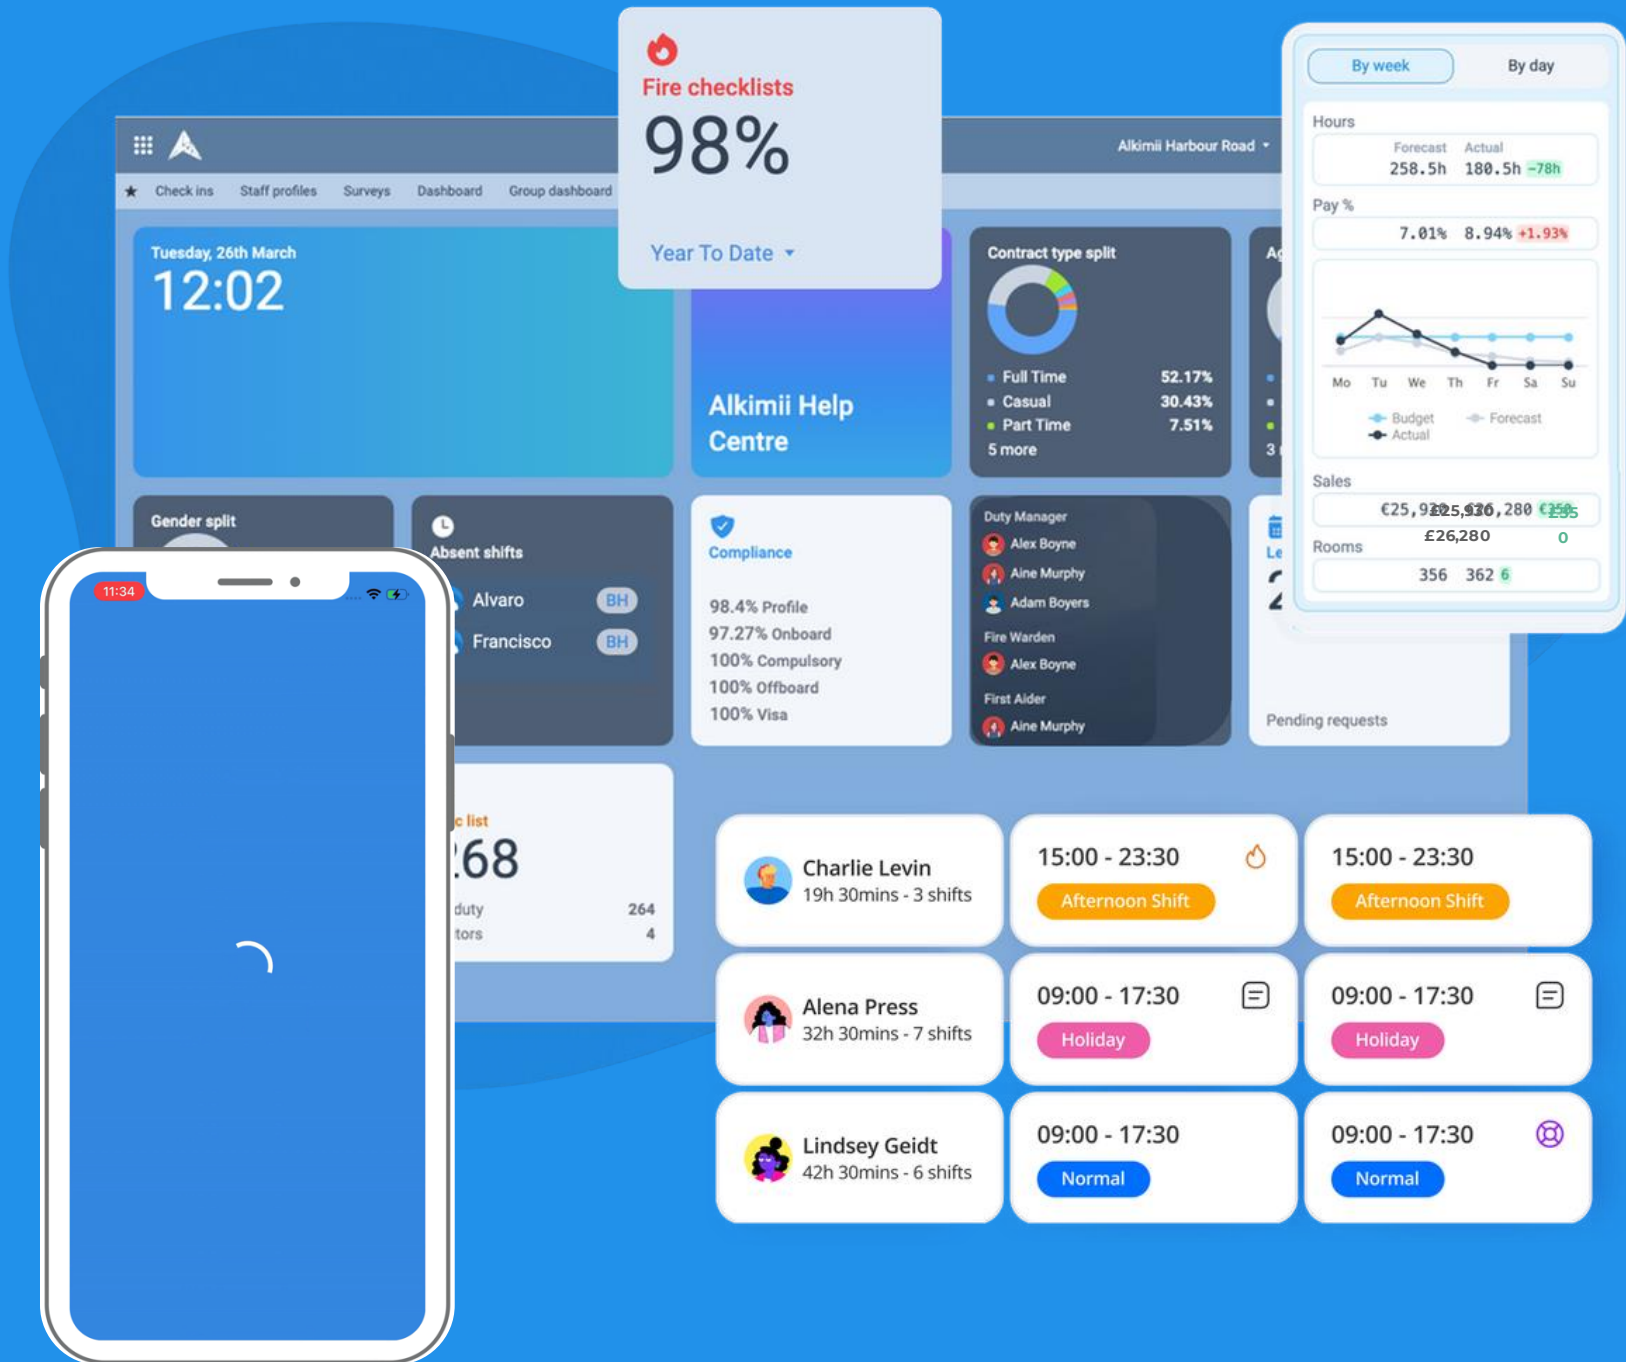 Fire checklists
98%
Year To Date
Alkimii Harbour Road
Check ins
Staff profiles
Surveys
Dashboard
Group dashboard
Tuesday, 26th March
12:02
Alkimii Help
Centre
Contract type split
Full Time 52.17%
Casual 30.43%
Part Time 7.51%
5 more
By week
By day
Hours
Forecast Actual
258.5h 180.5h -78h
Pay %
7.01% 8.94% +1.93%
Mo Tu We Th Fr Sa Su
Budget
Forecast
Actual
Sales
£26,280
Rooms
356 362 6
Gender split
Absent shifts
Alvaro BH
Francisco BH
Compliance
98.4% Profile
97.27% Onboard
100% Compulsory
100% Offboard
100% Visa
Duty Manager
Alex Boyne
Aine Murphy
Adam Boyers
Fire Warden
Alex Boyne
First Aider
Aine Murphy
Pending requests
11:34
list
duty 264
4
Charlie Levin
19h 30mins - 3 shifts
15:00 - 23:30
Afternoon Shift
15:00 - 23:30
Afternoon Shift
Alena Press
32h 30mins - 7 shifts
09:00 - 17:30
Holiday
09:00 - 17:30
Holiday
Lindsey Geidt
42h 30mins - 6 shifts
09:00 - 17:30
Normal
09:00 - 17:30
Normal